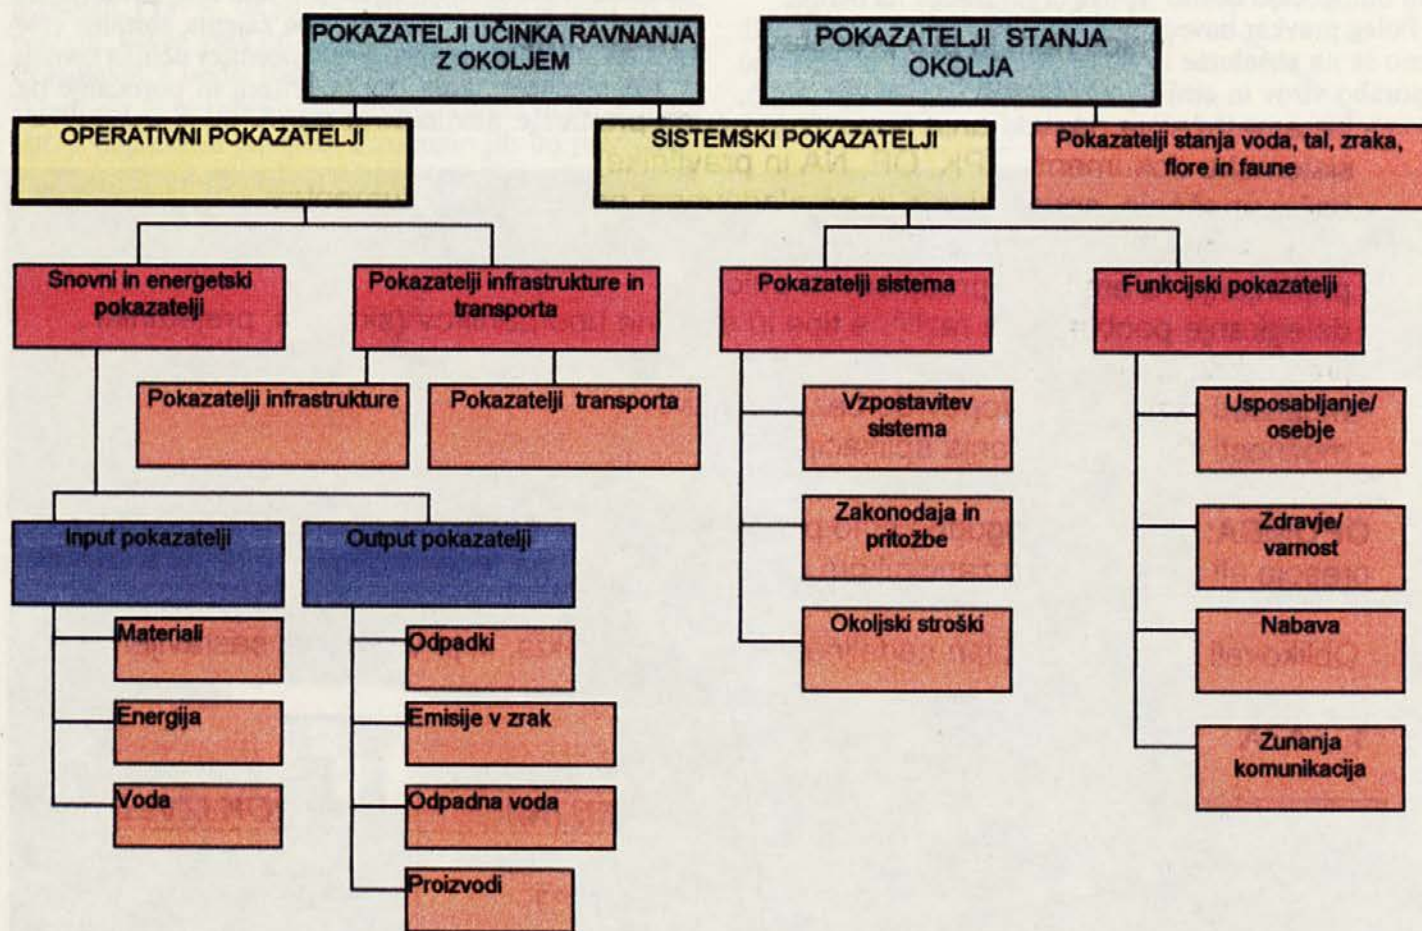 POKAZATELJI UČINKA RAVNANJA
Z OKOLJEM
POKAZATELJI STANJA
OKOLJA
OPERATIVNI POKAZATELJI
SISTEMSKI POKAZATELJI
Pokazatelji stanja voda, tal, zraka,
flore in faune
Snovni in energetski
pokazatelji
Pokazatelji infrastrukture in
transporta
Pokazatelji sistema
Funkcijski pokazatelji
Pokazatelji infrastrukture
Pokazatelji transporta
Vzpostavitev
sistema
Usposabljanje/
osebje
Input pokazatelji
Output pokazatelji
Zakonodaja in
pritožbe
Zdravje/
varnost
Materiali
Odpadki
Okoljski stroški
Nabava
Energija
Emisije v zrak
Zunanja
komunikacija
Voda
Odpadna voda
Proizvodi